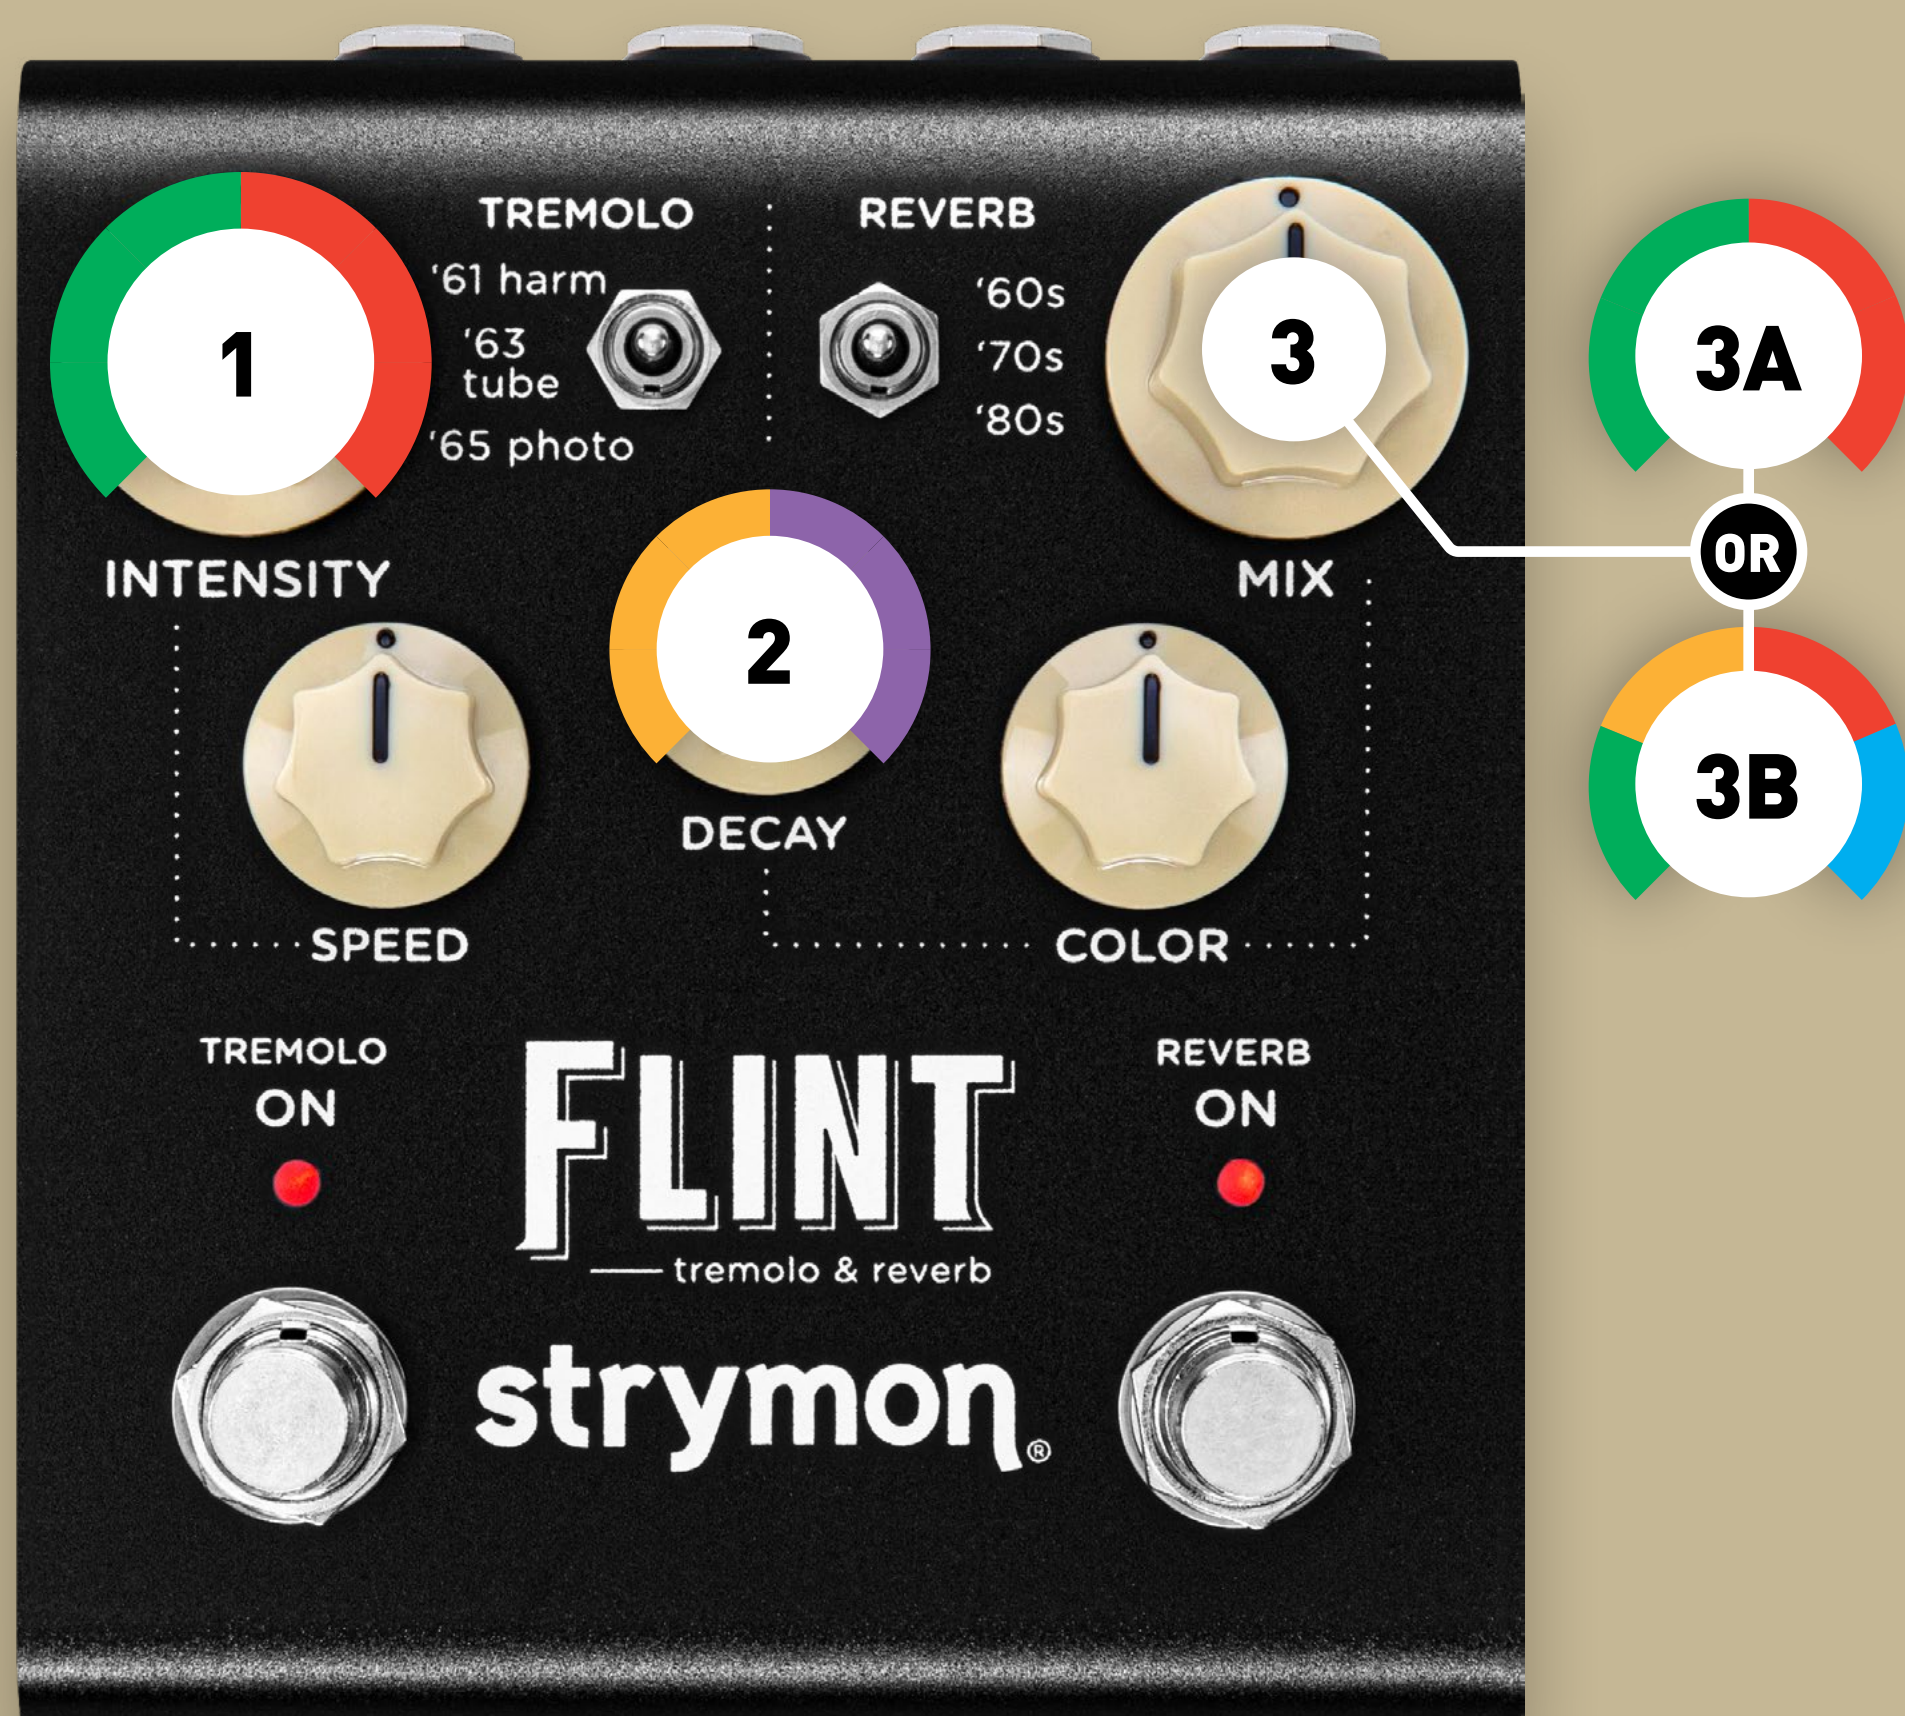 TREMOLO
REVERB
‘61 harm
‘63
tube
‘65 photo
‘60s
‘70s
‘80s
1
3
3A
OR
3B
INTENSITY
MIX
2
DECAY
SPEED
COLOR
TREMOLO
ON
REVERB
ON
FLINT
tremolo & reverb
strymon®